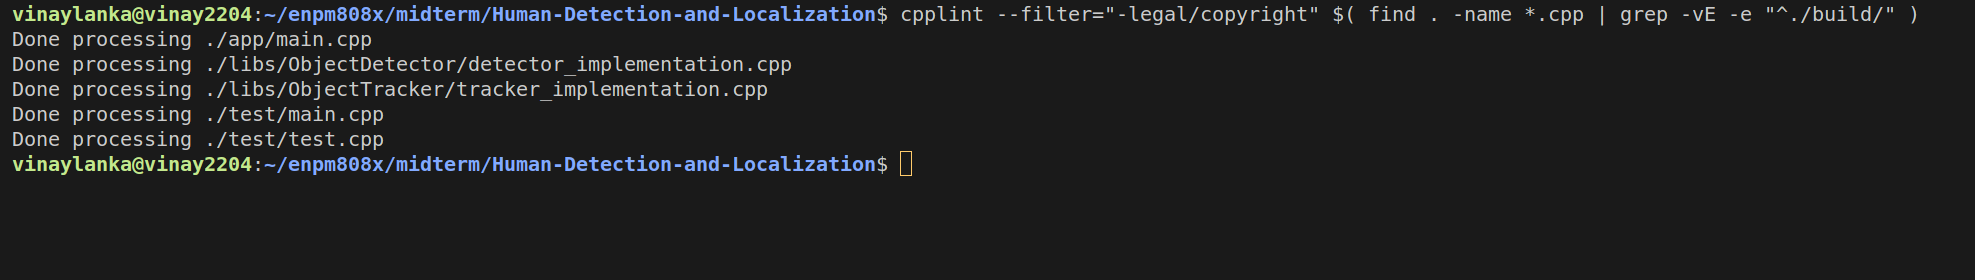 vinaylanka@vinay2204:~/enpm808x/midterm/Human-Detection-and-Localization$ cpplint --filter="-legal/copyright" $( find . -name *.cpp | grep -vE -e "^./build/" )
Done processing ./app/main.cpp
Done processing ./libs/ObjectDetector/detector_implementation.cpp
Done processing ./libs/ObjectTracker/tracker_implementation.cpp
Done processing ./test/main.cpp
Done processing ./test/test.cpp
vinaylanka@vinay2204:~/enpm808x/midterm/Human-Detection-and-Localization$